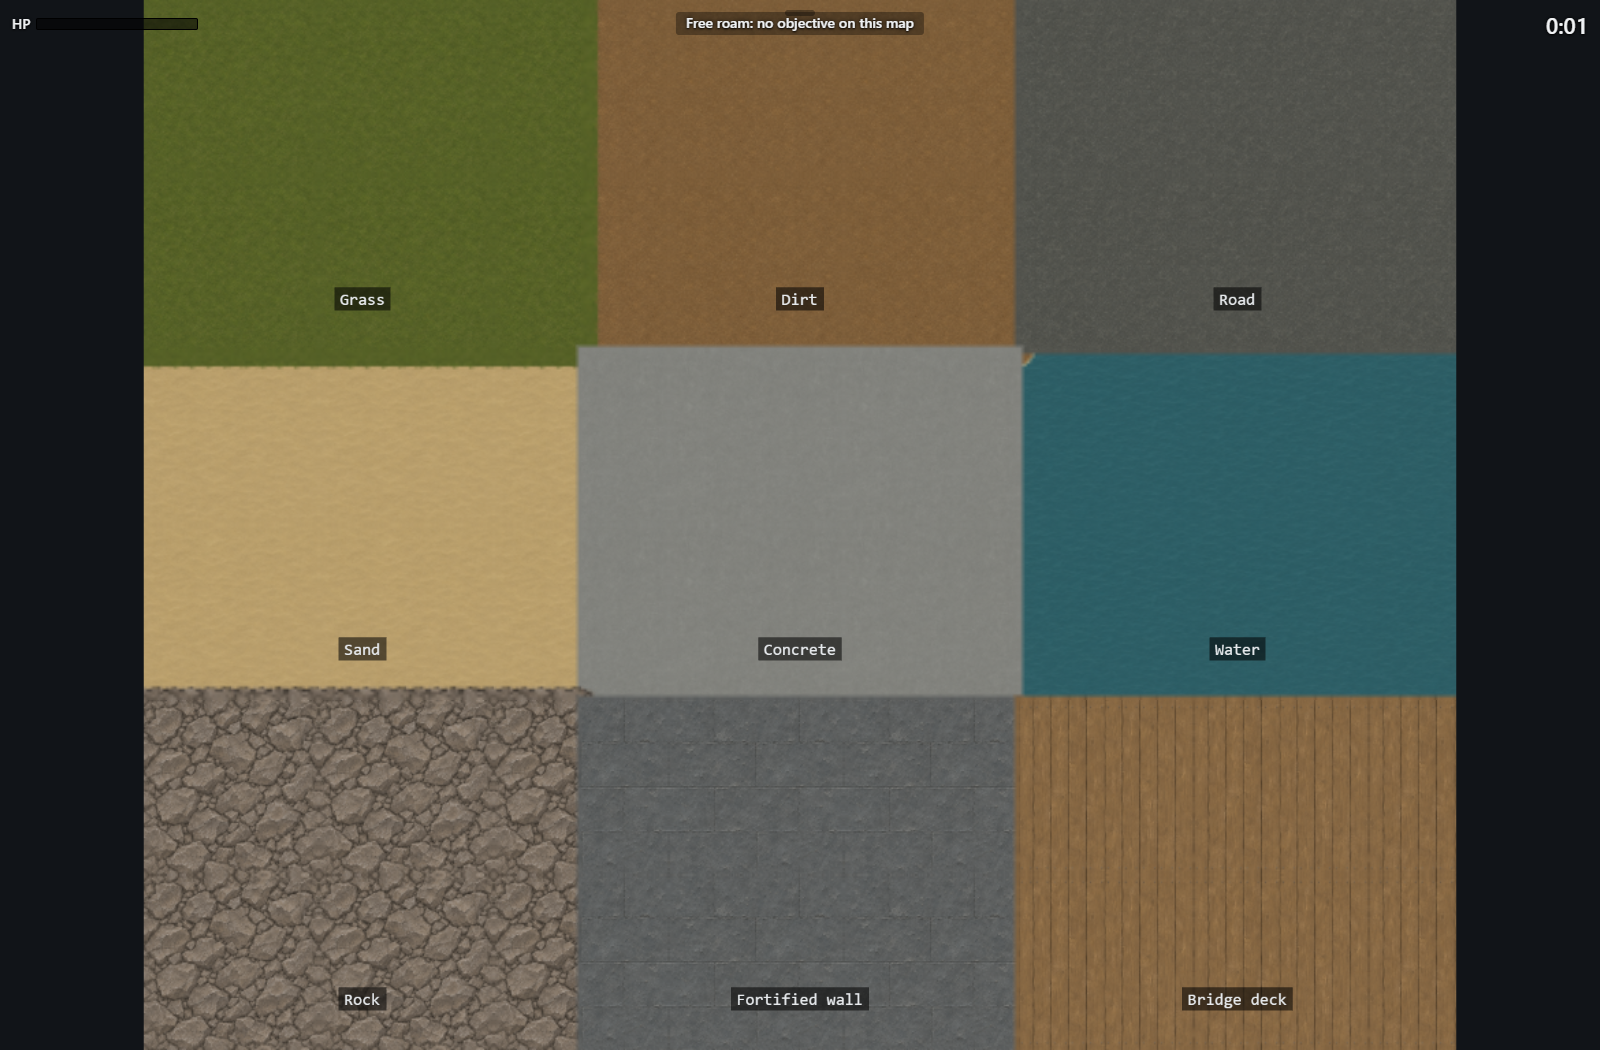 HP
Free roam: no objective on this map
0:01
Grass
Dirt
Road
Sand
Concrete
Water
Rock
Fortified wall
Bridge deck